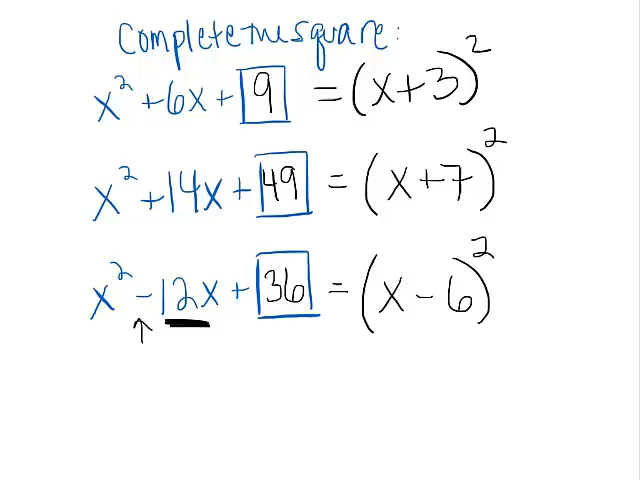 Complete the square:
x² + 6x + 9 = (x + 3)²
x² + 14x + 49 = (x + 7)²
x² - 12x + 36 = (x - 6)²